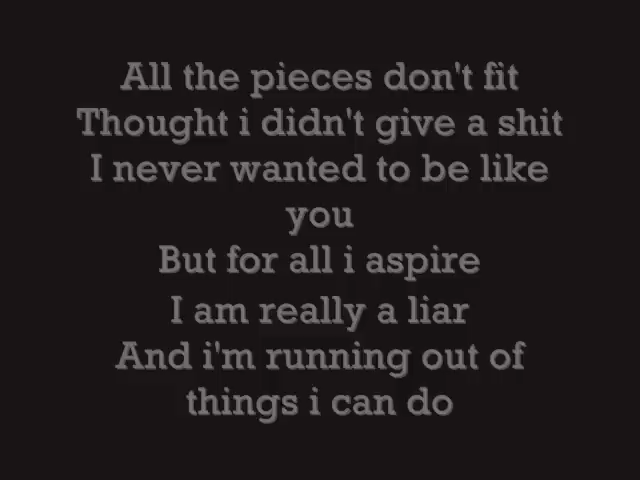 All the pieces don't fit
Thought i didn't give a shit
I never wanted to be like
you
But for all i aspire
I am really a liar
And i'm running out of
things i can do